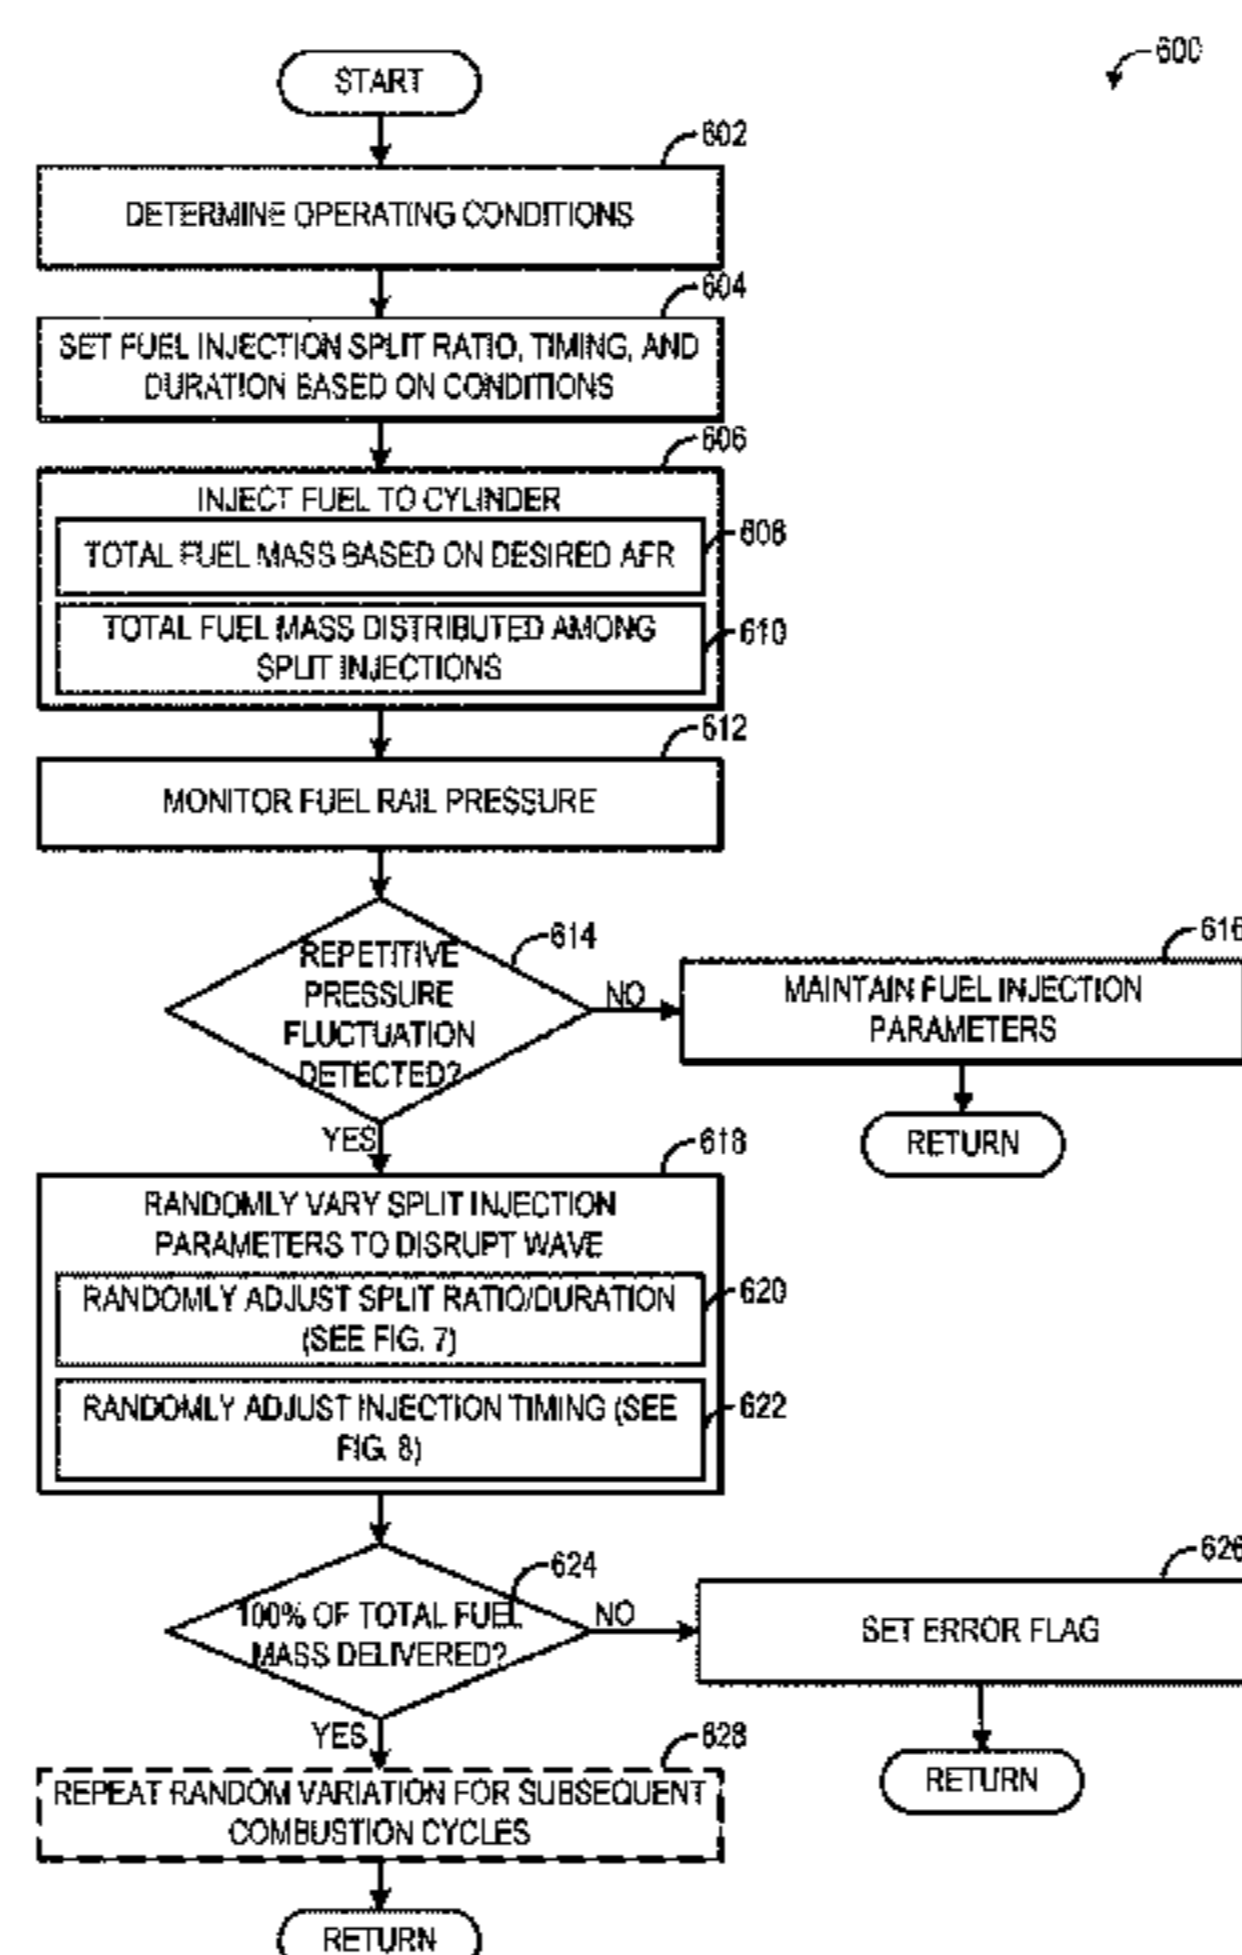 600
START
602
DETERMINE OPERATING CONDITIONS
604
SET FUEL INJECTION SPLIT RATIO, TIMING, AND
DURATION BASED ON CONDITIONS
606
INJECT FUEL TO CYLINDER
608
TOTAL FUEL MASS BASED ON DESIRED AFR
TOTAL FUEL MASS DISTRIBUTED AMONG
SPLIT INJECTIONS
610
612
MONITOR FUEL RAIL PRESSURE
614
REPETITIVE
PRESSURE
FLUCTUATION
DETECTED?
NO
616
MAINTAIN FUEL INJECTION
PARAMETERS
RETURN
YES
618
RANDOMLY VARY SPLIT INJECTION
PARAMETERS TO DISRUPT WAVE
RANDOMLY ADJUST SPLIT RATIO/DURATION
(SEE FIG. 7)
620
RANDOMLY ADJUST INJECTION TIMING (SEE
FIG. 8)
622
624
100% OF TOTAL FUEL
MASS DELIVERED?
NO
626
SET ERROR FLAG
RETURN
YES
628
REPEAT RANDOM VARIATION FOR SUBSEQUENT
COMBUSTION CYCLES
RETURN